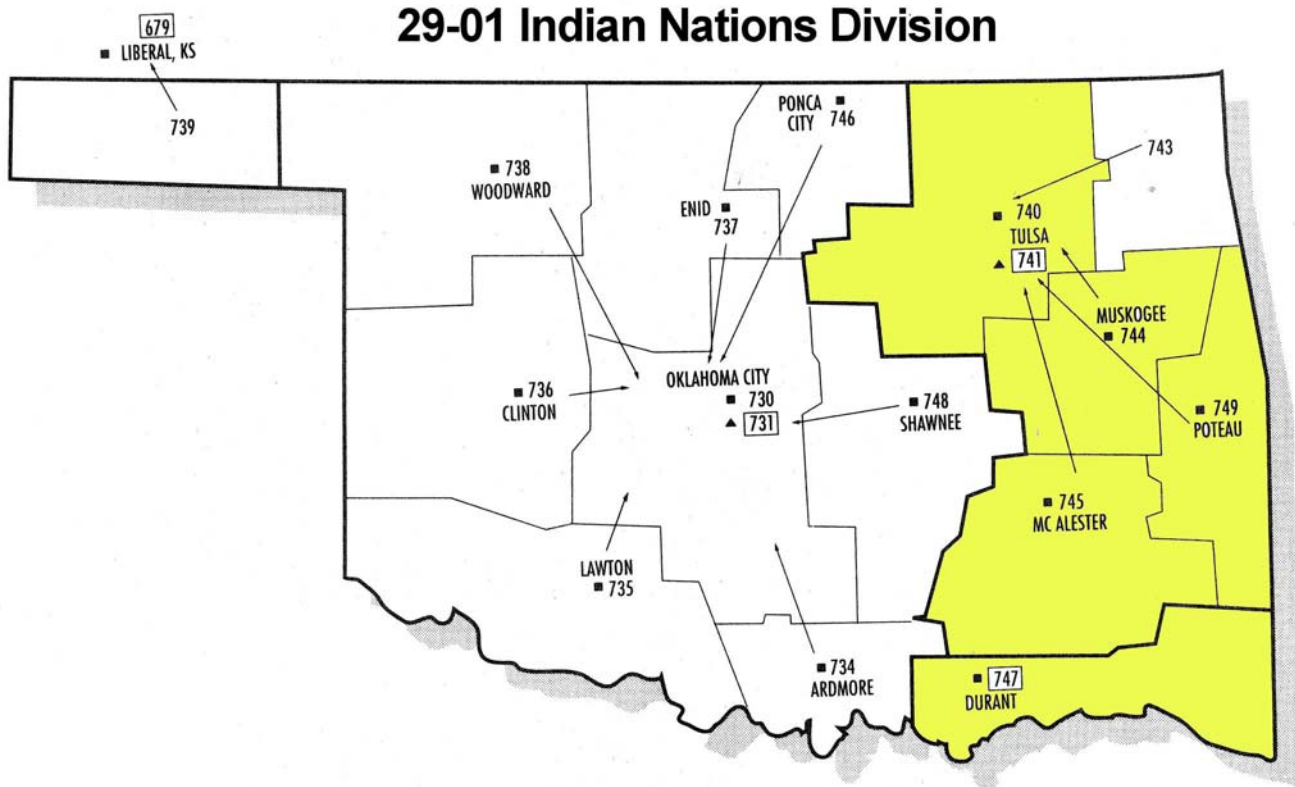 29-01 Indian Nations Division
679
LIBERAL, KS
739
738
WOODWARD
PONCA
CITY
746
ENID
737
743
740
TULSA
741
MUSKOGEE
744
736
CLINTON
OKLAHOMA CITY
730
731
748
SHAWNEE
749
POTEAU
745
MC ALESTER
LAWTON
735
734
ARDMORE
747
DURANT